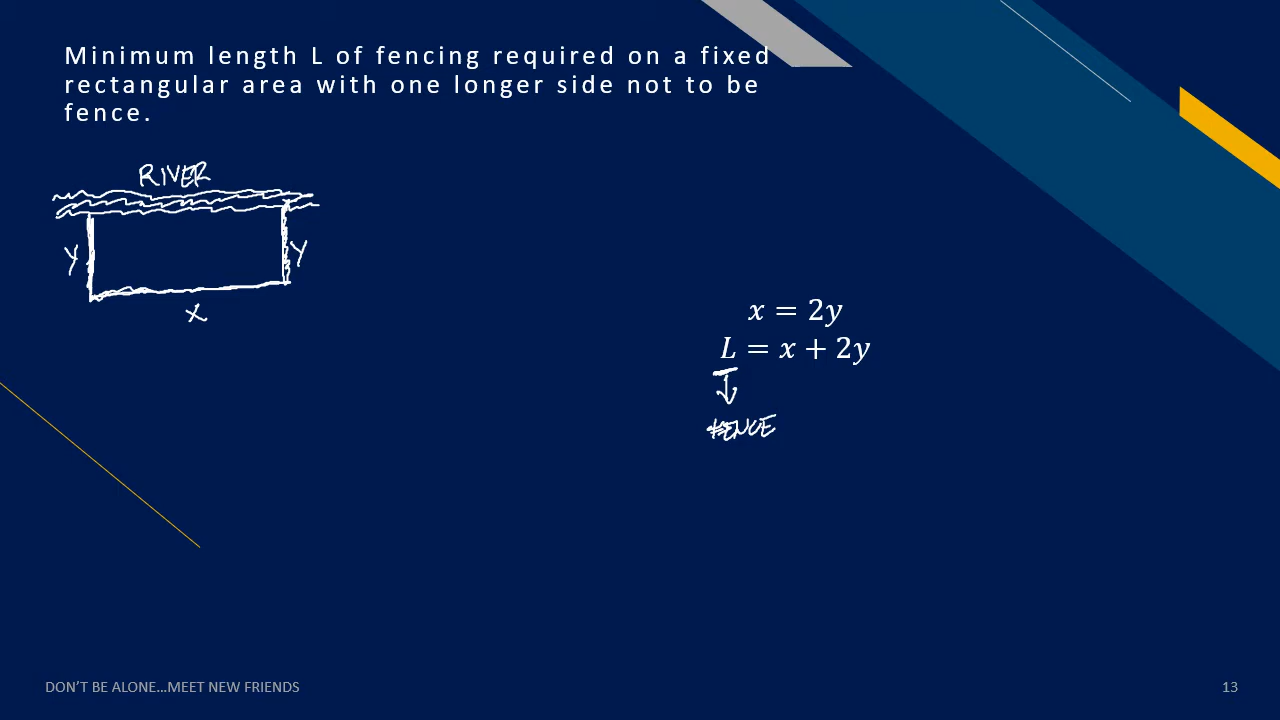 Minimum length L of fencing required on a fixed
rectangular area with one longer side not to be
fence.
RIVER
y y
x
x = 2y
L = x + 2y
FENCE
DON'T BE ALONE…MEET NEW FRIENDS
13